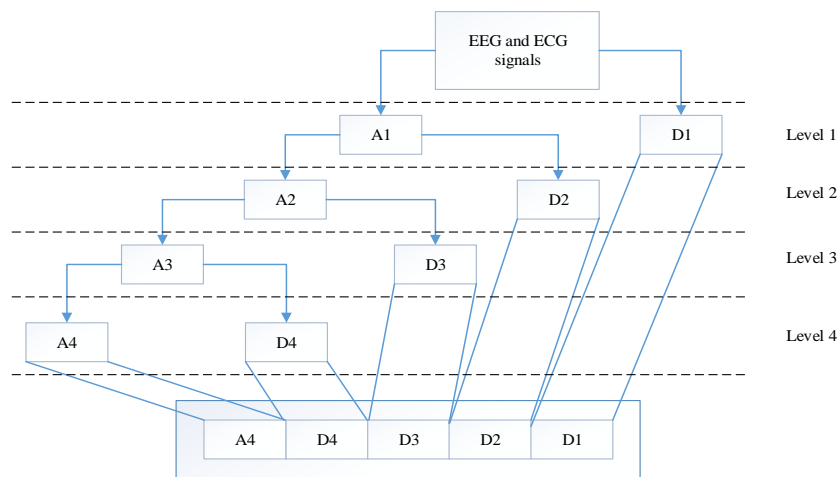 EEG and ECG
signals
A1
D1
Level 1
A2
D2
Level 2
A3
D3
Level 3
A4
D4
Level 4
A4 D4 D3 D2 D1